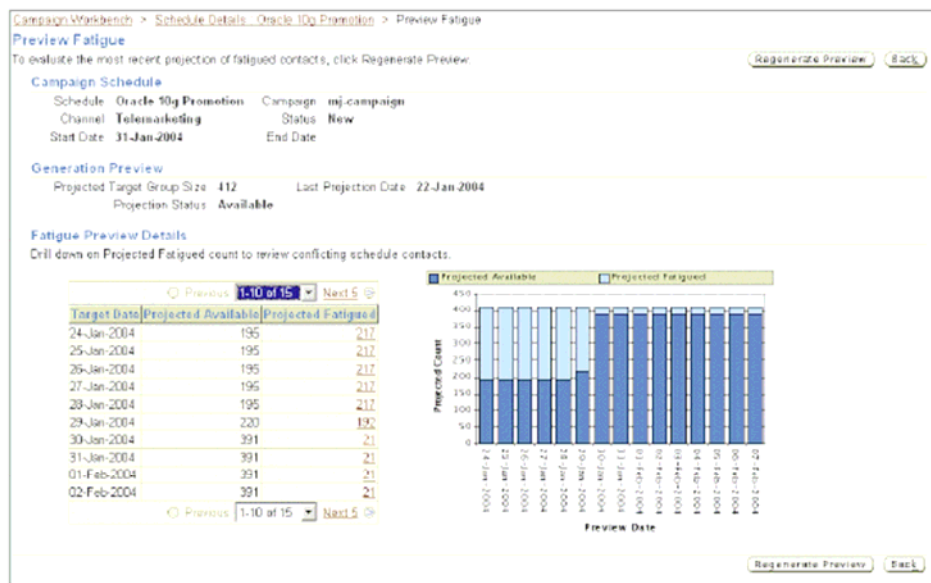 Campaign Workbench > Schedule Details : Oracle 10g Promotion > Preview Fatigue
Preview Fatigue
To evaluate the most recent projection of fatigued contacts, click Regenerate Preview.
Regenerate Preview Back
Campaign Schedule
Schedule Oracle 10g Promotion Campaign mj-campaign
Channel Telemarketing Status New
Start Date 31-Jan-2004 End Date
Generation Preview
Projected Target Group Size 412 Last Projection Date 22-Jan-2004
Projection Status Available
Fatigue Preview Details
Drill down on Projected Fatigued count to review conflicting schedule contacts.
Previous 1-10 of 15 Next 5
Target Date Projected Available Projected Fatigued
24-Jan-2004 195 217
25-Jan-2004 195 217
26-Jan-2004 195 217
27-Jan-2004 195 217
28-Jan-2004 195 217
29-Jan-2004 220 192
30-Jan-2004 391 21
31-Jan-2004 391 21
01-Feb-2004 391 21
02-Feb-2004 391 21
Previous 1-10 of 15 Next 5
Projected Available Projected Fatigued
450
400
350
300
250
200
150
100
50
0
Projected Count
24-Jan-2004
25-Jan-2004
26-Jan-2004
27-Jan-2004
28-Jan-2004
29-Jan-2004
30-Jan-2004
31-Jan-2004
01-Feb-2004
02-Feb-2004
03-Feb-2004
04-Feb-2004
05-Feb-2004
06-Feb-2004
07-Feb-2004
Preview Date
Regenerate Preview Back